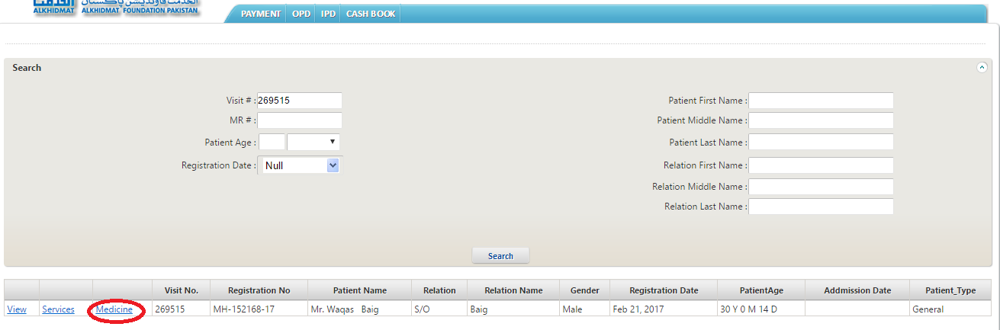 الخدمت فاؤنڈیشن پاکستان
ALKHIDMAT ALKHIDMAT FOUNDATION PAKISTAN
PAYMENT OPD IPD CASH BOOK
Search
Visit # : 269515 Patient First Name :
MR # : Patient Middle Name :
Patient Age : Patient Last Name :
Registration Date : Null Relation First Name :
Relation Middle Name :
Relation Last Name :
Search
Visit No. Registration No Patient Name Relation Relation Name Gender Registration Date PatientAge Addmission Date Patient_Type
View Services Medicine 269515 MH-152168-17 Mr. Waqas Baig S/O Baig Male Feb 21, 2017 30 Y 0 M 14 D General